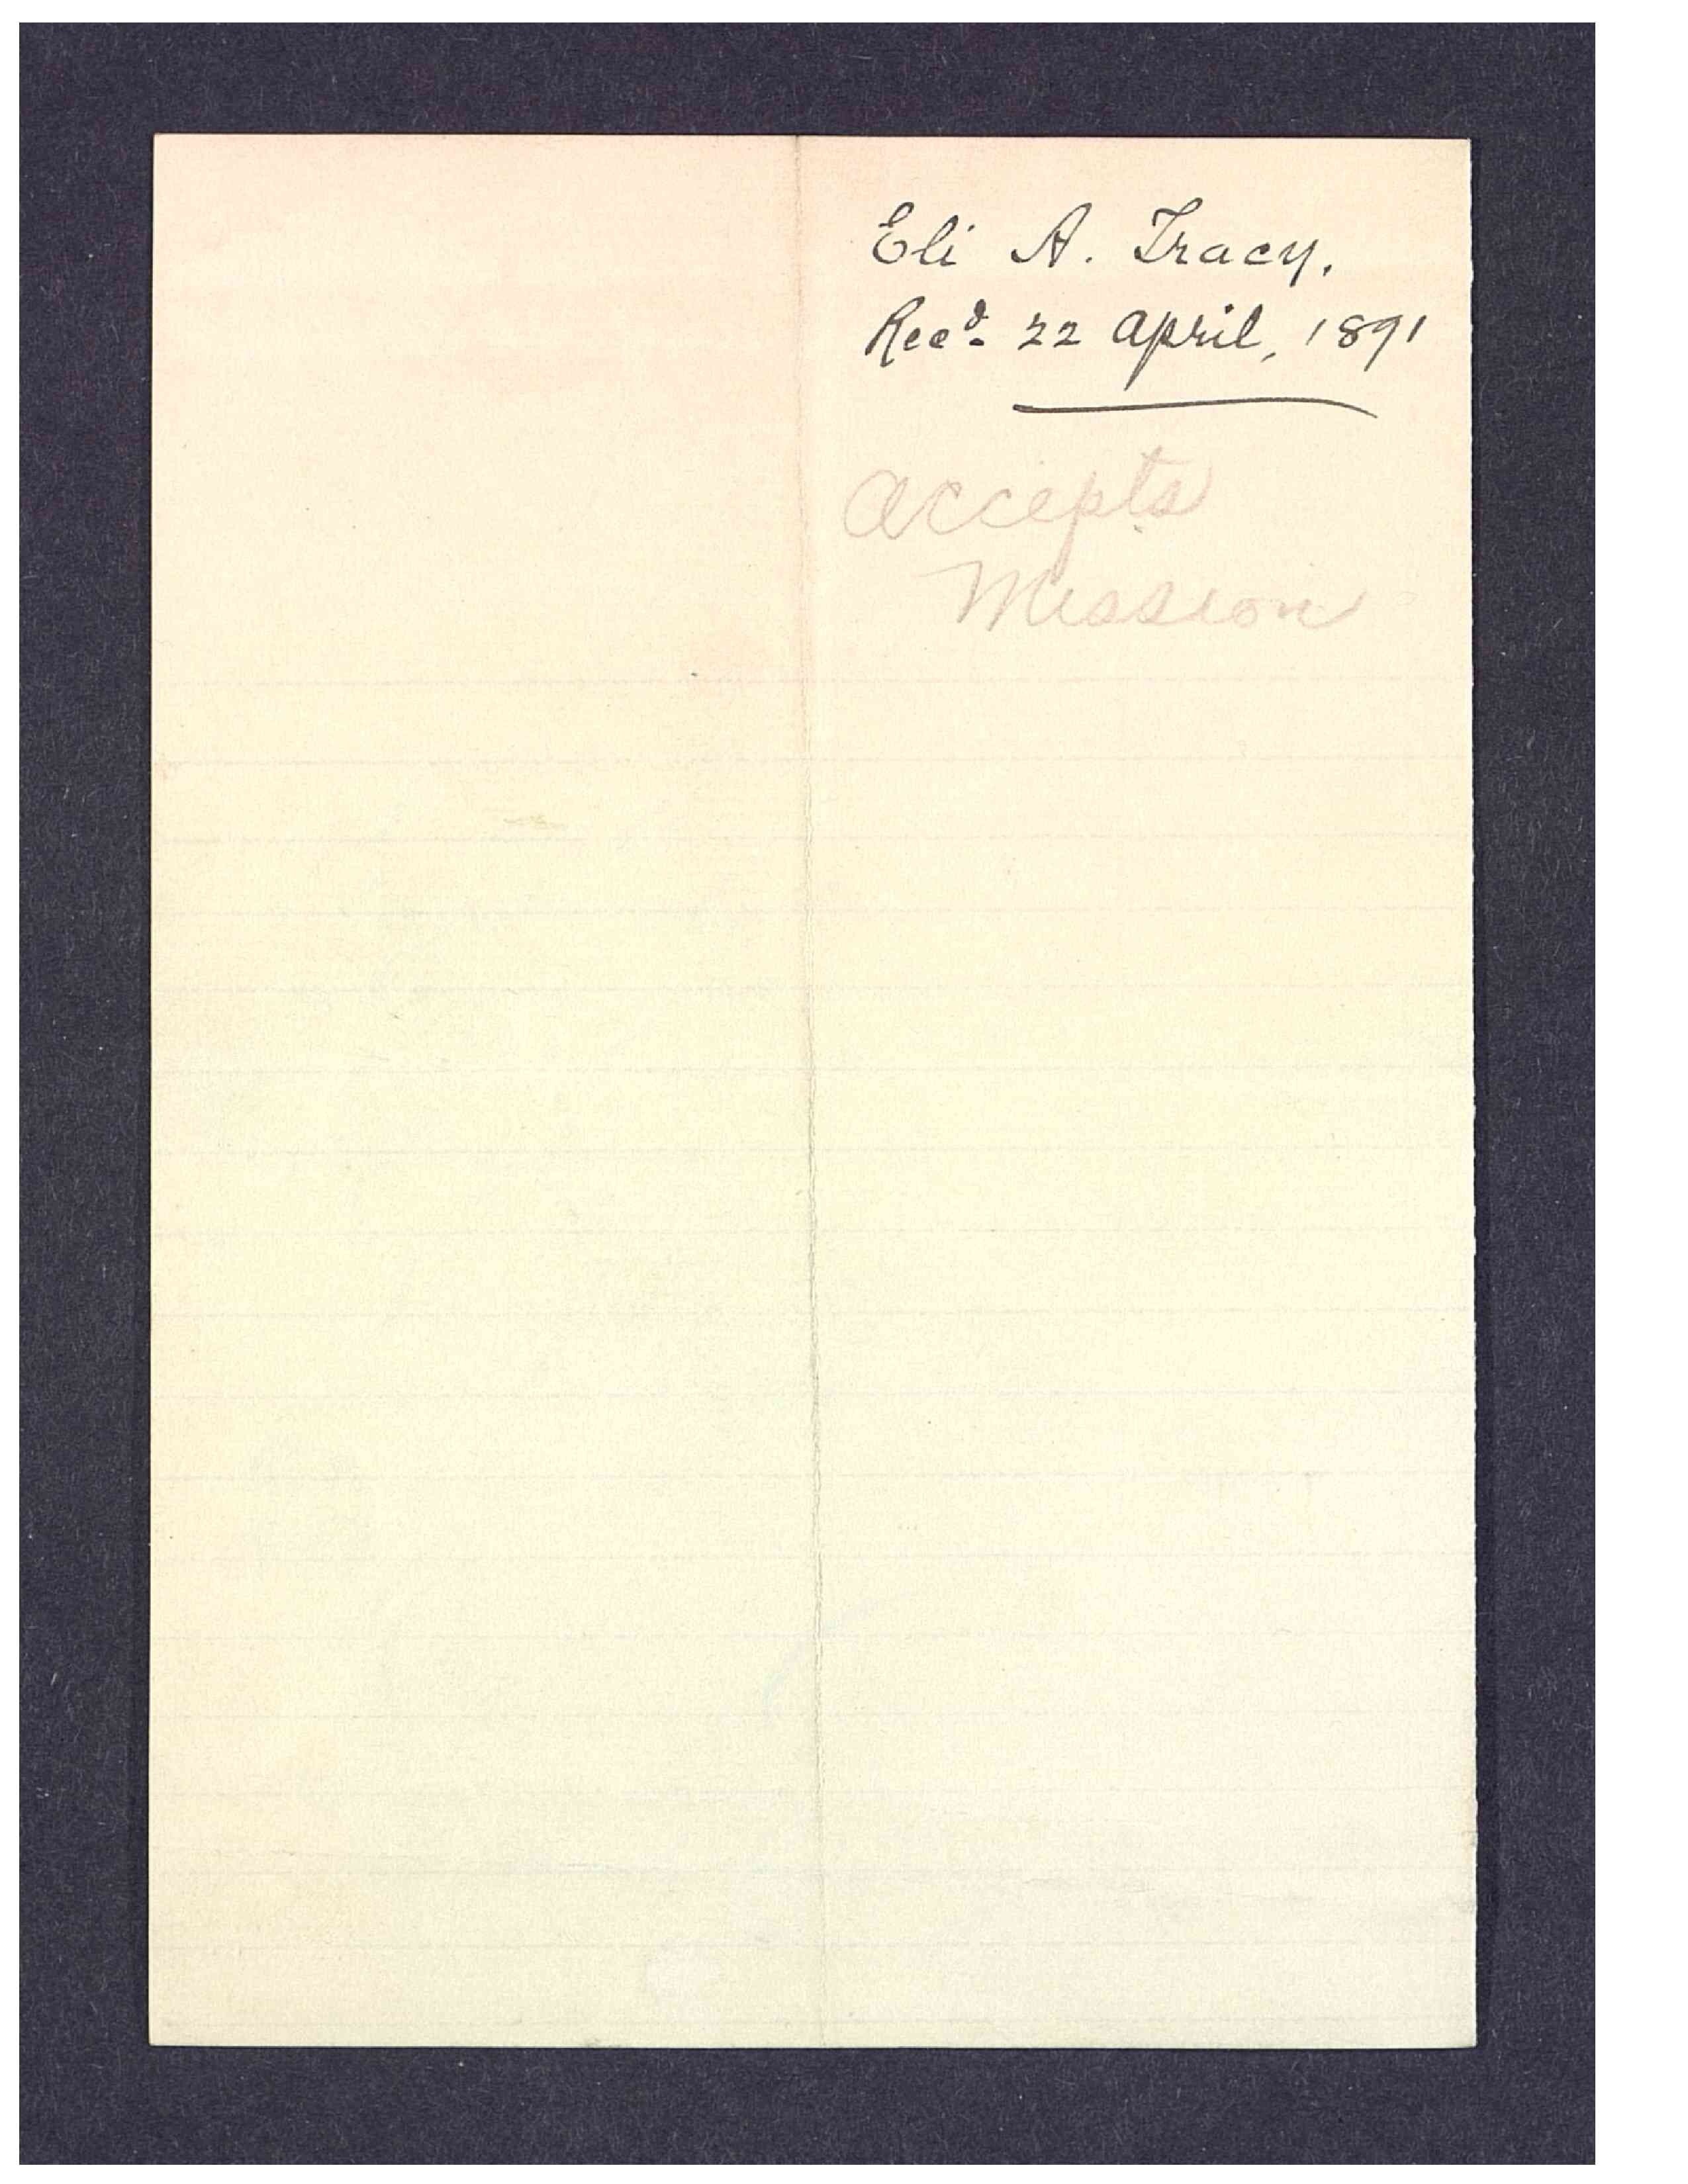 Eli A. Tracy.
Recd. 22 April, 1891
Accepts
Mission